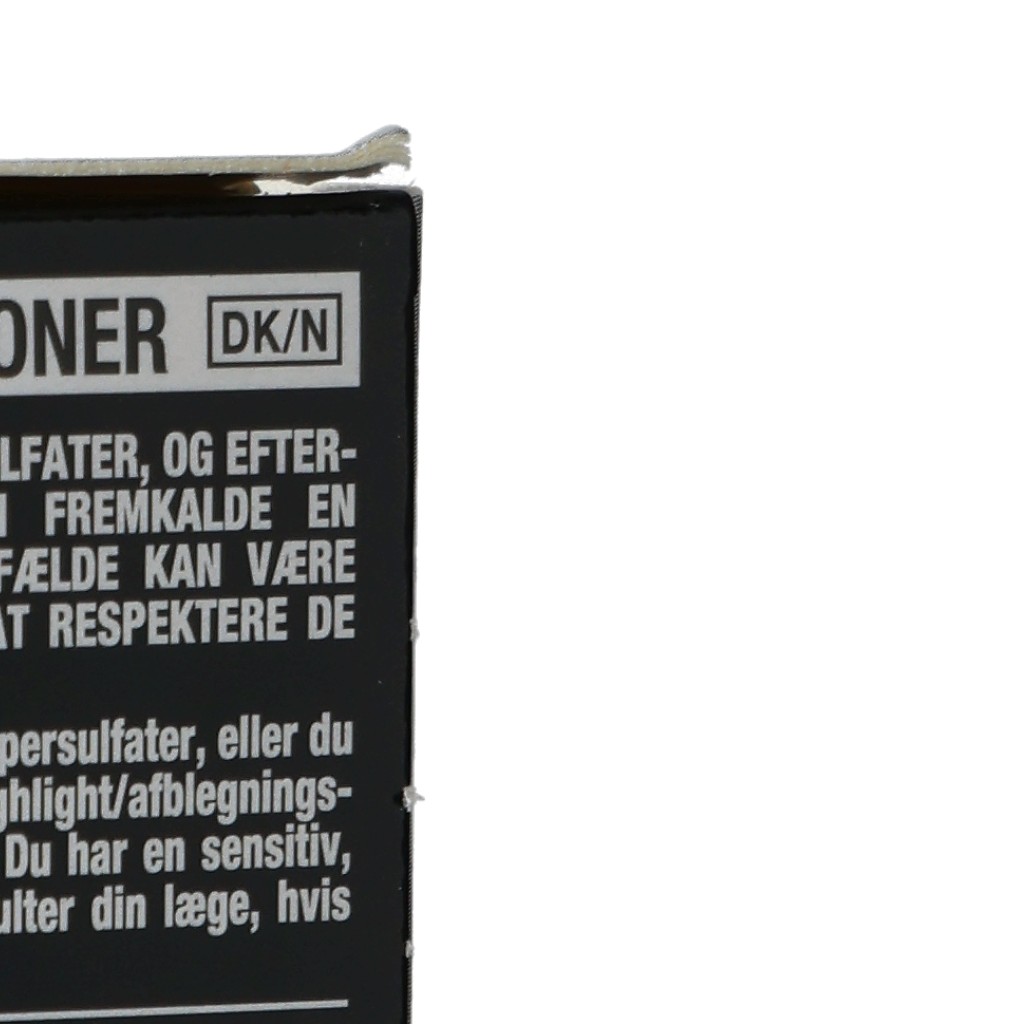 ONER DK/N
LFATER, OG EFTER-
FREMKALDE EN
FÆLDE KAN VÆRE
AT RESPEKTERE DE
persulfater, eller du
ghlight/afblegnings-
Du har en sensitiv,
ulter din læge, hvis